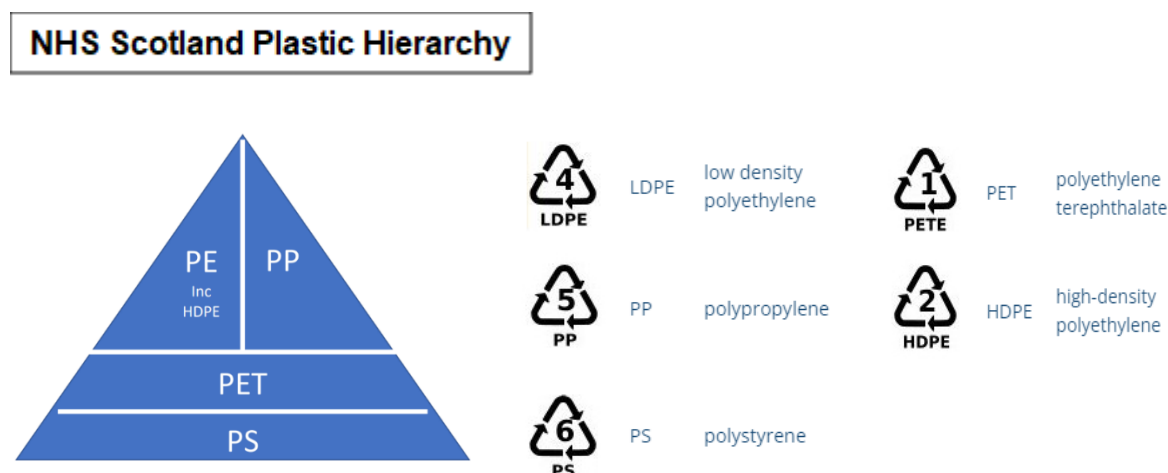 NHS Scotland Plastic Hierarchy
PE
Inc
HDPE
PP
PET
PS
4
LDPE
LDPE
low density
polyethylene
1
PETE
PET
polyethylene
terephthalate
5
PP
PP
polypropylene
2
HDPE
HDPE
high-density
polyethylene
6
PS
PS
polystyrene